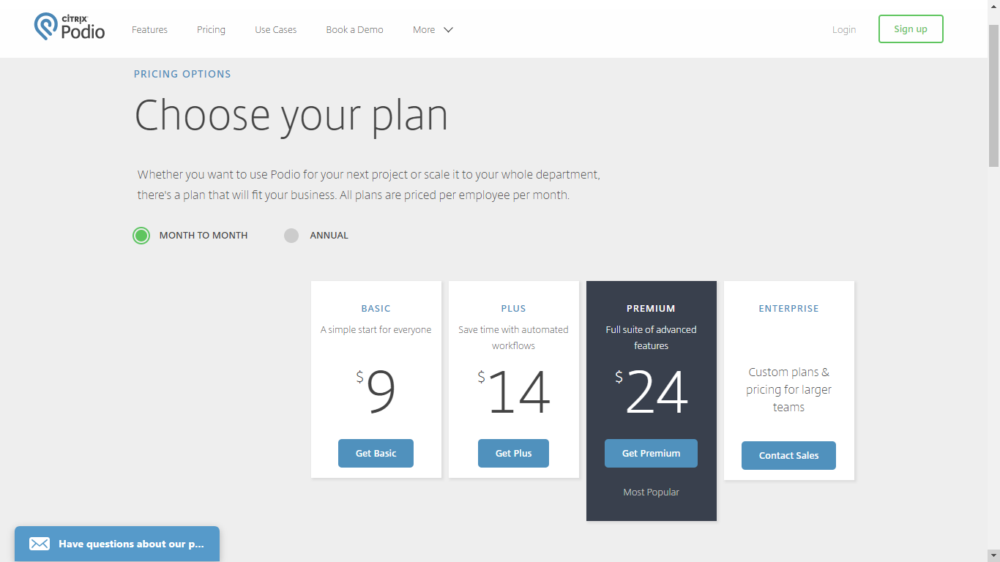 CITRIX
Podio
Features
Pricing
Use Cases
Book a Demo
More
Login
Sign up
PRICING OPTIONS
Choose your plan
Whether you want to use Podio for your next project or scale it to your whole department,
there's a plan that will fit your business. All plans are priced per employee per month.
MONTH TO MONTH
ANNUAL
BASIC
A simple start for everyone
$9
Get Basic
PLUS
Save time with automated
workflows
$14
Get Plus
PREMIUM
Full suite of advanced
features
$24
Get Premium
Most Popular
ENTERPRISE
Custom plans &
pricing for larger
teams
Contact Sales
Have questions about our p...